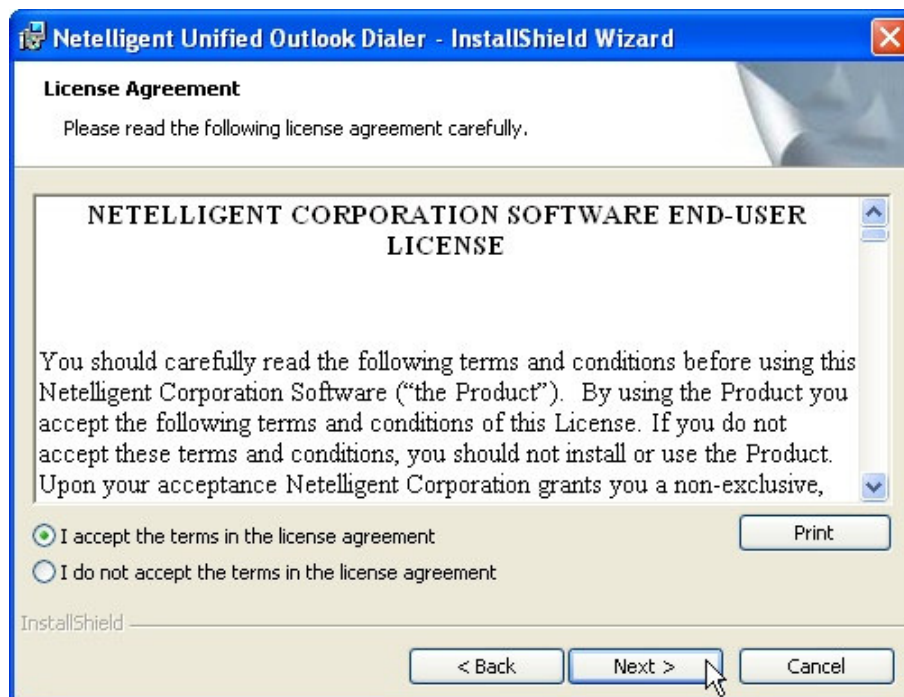 Netelligent Unified Outlook Dialer - InstallShield Wizard
License Agreement
Please read the following license agreement carefully.
NETELLIGENT CORPORATION SOFTWARE END-USER
LICENSE
You should carefully read the following terms and conditions before using this
Netelligent Corporation Software (“the Product”).  By using the Product you
accept the following terms and conditions of this License. If you do not
accept these terms and conditions, you should not install or use the Product.
Upon your acceptance Netelligent Corporation grants you a non-exclusive,
I accept the terms in the license agreement
Print
I do not accept the terms in the license agreement
InstallShield
< Back
Next >
Cancel